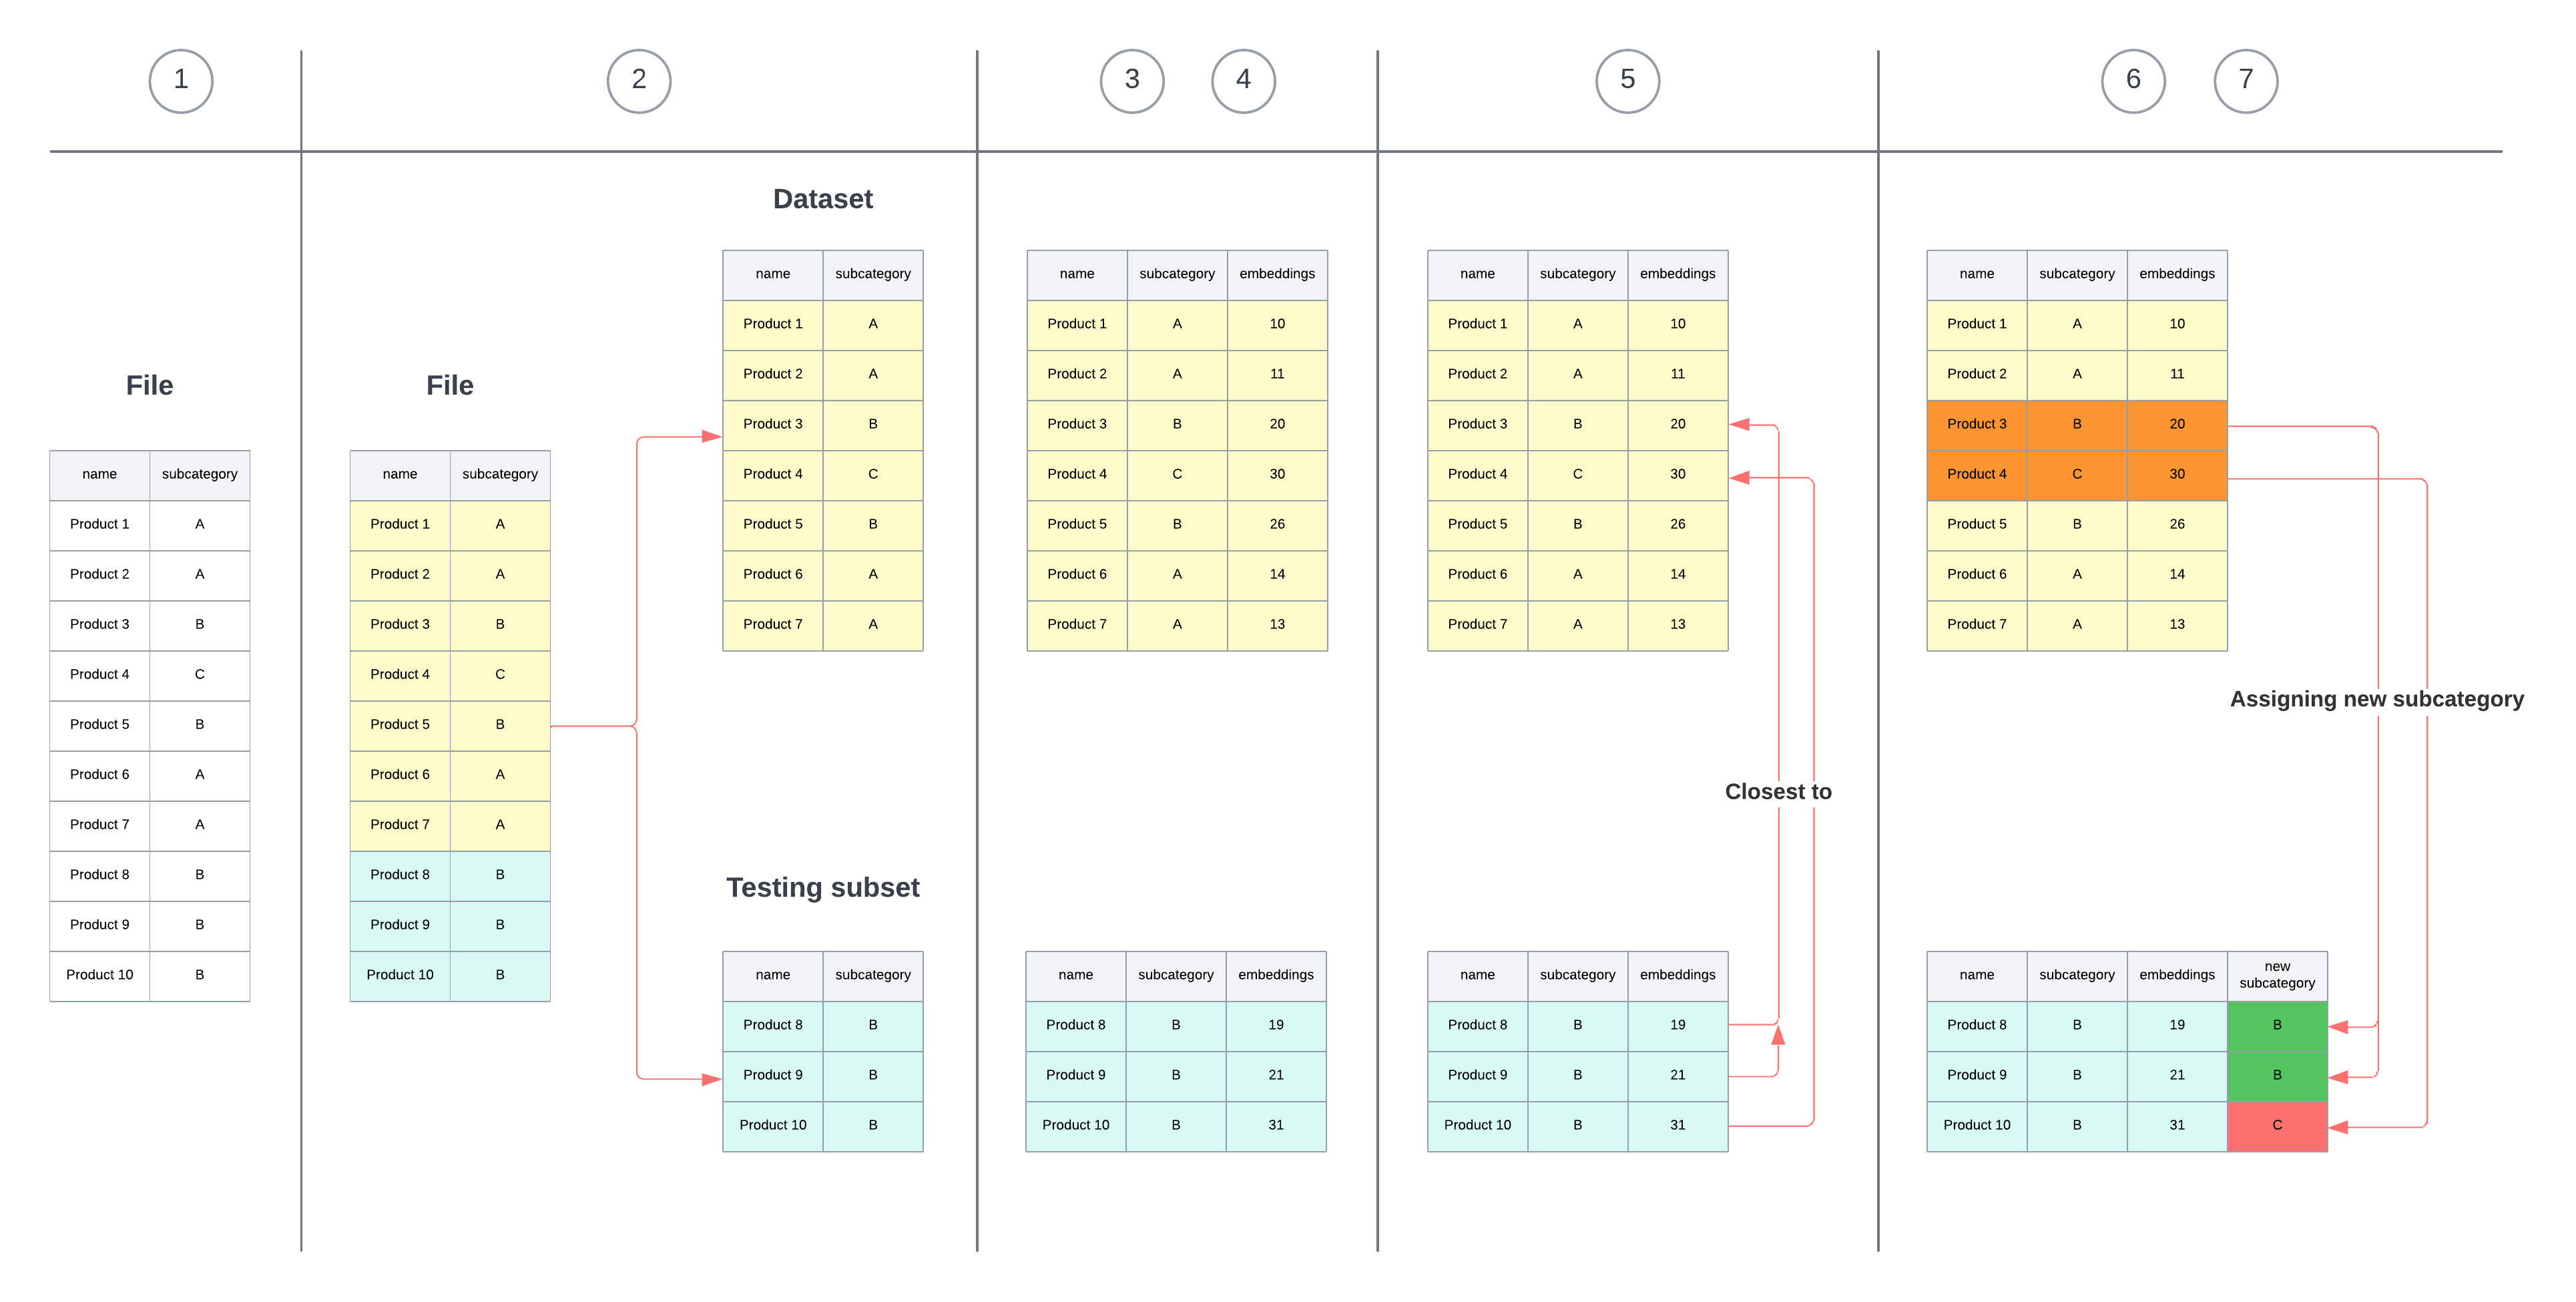 1
2
3 4
5
6 7
File
name subcategory
Product 1 A
Product 2 A
Product 3 B
Product 4 C
Product 5 B
Product 6 A
Product 7 A
Product 8 B
Product 9 B
Product 10 B
File
name subcategory
Product 1 A
Product 2 A
Product 3 B
Product 4 C
Product 5 B
Product 6 A
Product 7 A
Product 8 B
Product 9 B
Product 10 B
Dataset
name subcategory
Product 1 A
Product 2 A
Product 3 B
Product 4 C
Product 5 B
Product 6 A
Product 7 A
Testing subset
name subcategory
Product 8 B
Product 9 B
Product 10 B
name subcategory embeddings
Product 1 A 10
Product 2 A 11
Product 3 B 20
Product 4 C 30
Product 5 B 26
Product 6 A 14
Product 7 A 13
name subcategory embeddings
Product 8 B 19
Product 9 B 21
Product 10 B 31
name subcategory embeddings
Product 1 A 10
Product 2 A 11
Product 3 B 20
Product 4 C 30
Product 5 B 26
Product 6 A 14
Product 7 A 13
Closest to
name subcategory embeddings
Product 8 B 19
Product 9 B 21
Product 10 B 31
name subcategory embeddings
Product 1 A 10
Product 2 A 11
Product 3 B 20
Product 4 C 30
Product 5 B 26
Product 6 A 14
Product 7 A 13
Assigning new subcategory
name subcategory embeddings new
subcategory
Product 8 B 19 B
Product 9 B 21 B
Product 10 B 31 C